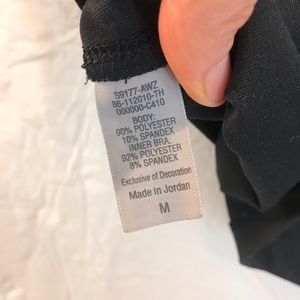 S9177-AWZ
86-112010-TH
000000-C410
BODY:
90% POLYESTER
10% SPANDEX
INNER BRA:
92% POLYESTER
8% SPANDEX
Exclusive of Decoration
Made in Jordan
M